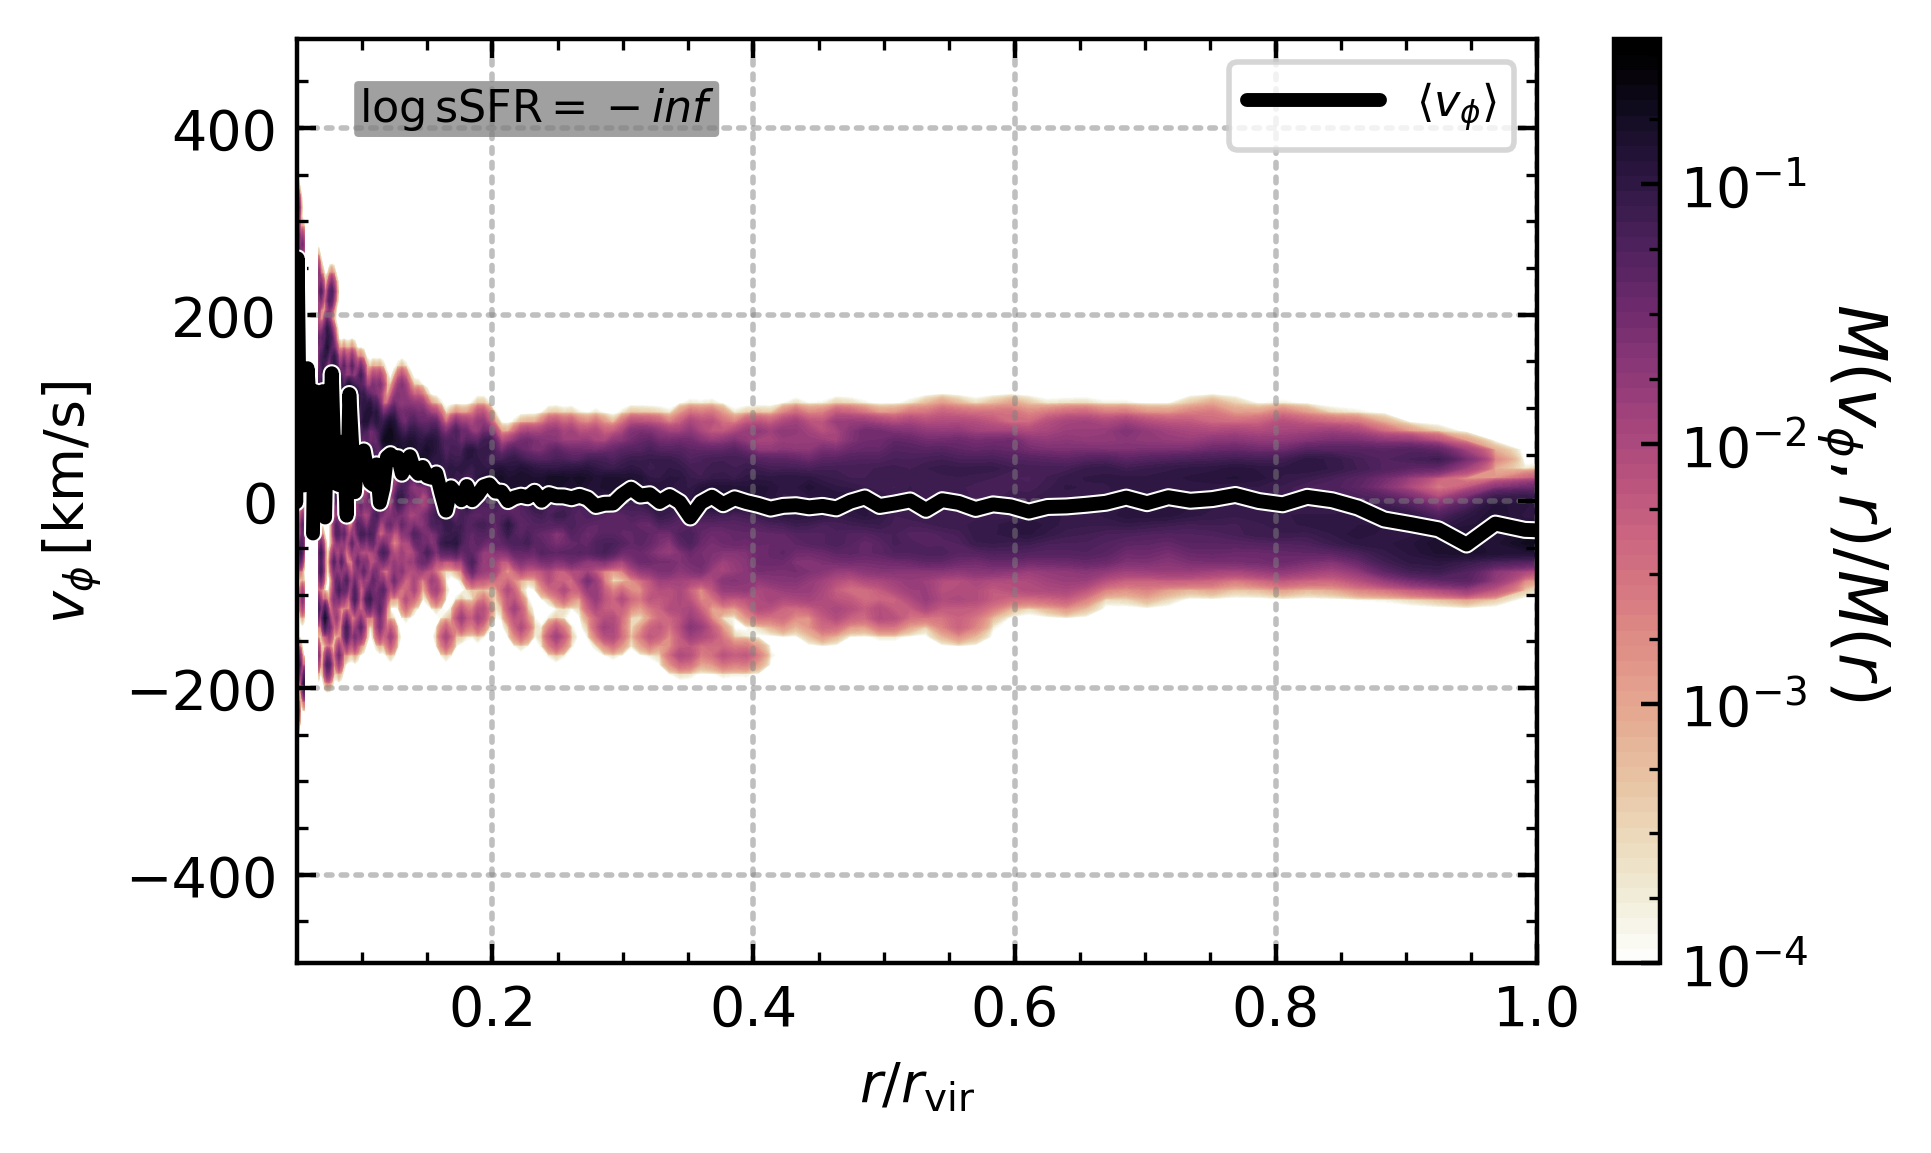 log sSFR = −inf
⟨v_ϕ⟩
400
200
0
−200
−400
v_ϕ [km/s]
0.2 0.4 0.6 0.8 1.0
r/r_vir
10^−1
10^−2
10^−3
10^−4
M(v_ϕ, r)/M(r)